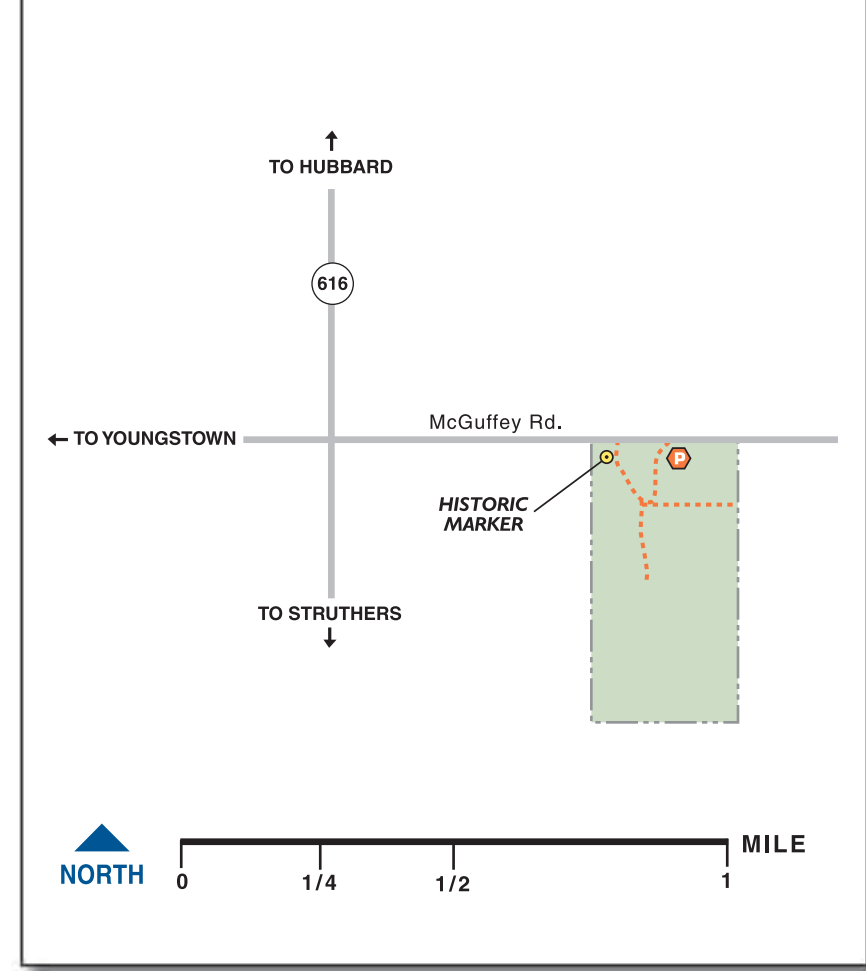 TO HUBBARD
616
McGuffey Rd.
TO YOUNGSTOWN
P
HISTORIC
MARKER
TO STRUTHERS
MILE
NORTH
0 1/4 1/2 1